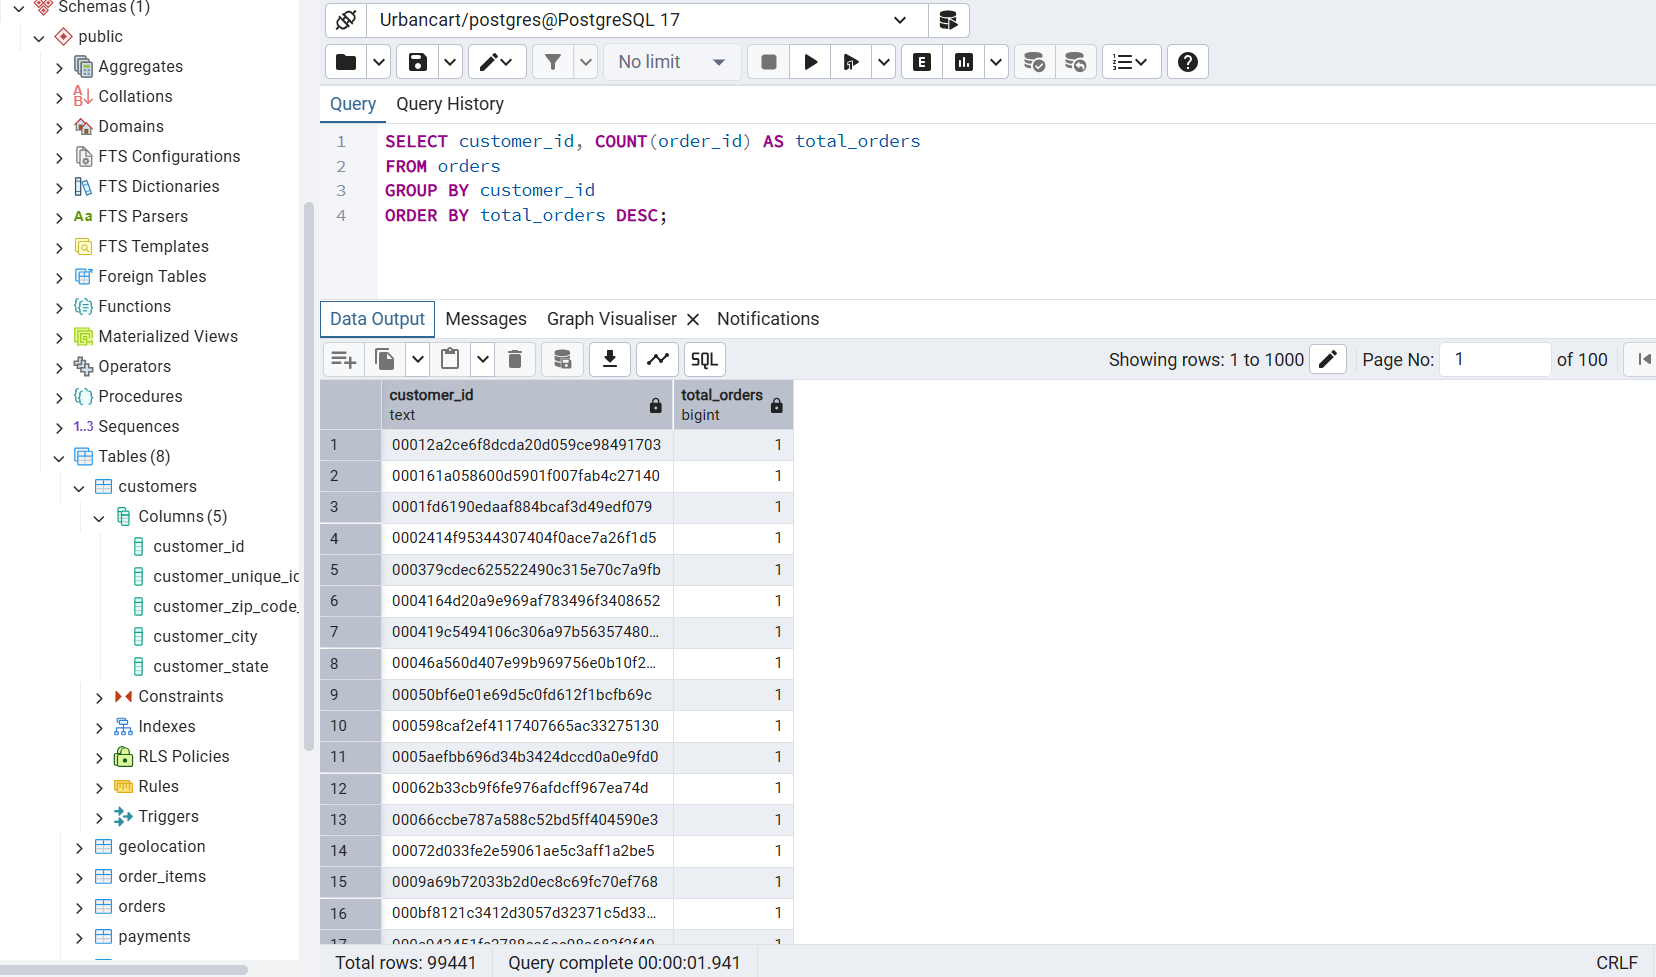 Schemas (1)
public
Aggregates
Collations
Domains
FTS Configurations
FTS Dictionaries
Aa FTS Parsers
FTS Templates
Foreign Tables
Functions
Materialized Views
Operators
Procedures
1..3 Sequences
Tables (8)
customers
Columns (5)
customer_id
customer_unique_id
customer_zip_code_
customer_city
customer_state
Constraints
Indexes
RLS Policies
Rules
Triggers
geolocation
order_items
orders
payments
Urbancart/postgres@PostgreSQL 17
No limit
E
Query Query History
1 SELECT customer_id, COUNT(order_id) AS total_orders
2 FROM orders
3 GROUP BY customer_id
4 ORDER BY total_orders DESC;
Data Output Messages Graph Visualiser Notifications
SQL Showing rows: 1 to 1000 Page No: 1 of 100
customer_id total_orders
text bigint
1 00012a2ce6f8dcda20d059ce98491703 1
2 000161a058600d5901f007fab4c27140 1
3 0001fd6190edaaf884bcaf3d49edf079 1
4 0002414f95344307404f0ace7a26f1d5 1
5 000379cdec625522490c315e70c7a9fb 1
6 0004164d20a9e969af783496f3408652 1
7 000419c5494106c306a97b56357480... 1
8 00046a560d407e99b969756e0b10f2... 1
9 00050bf6e01e69d5c0fd612f1bcfb69c 1
10 000598caf2ef4117407665ac33275130 1
11 0005aefbb696d34b3424dccd0a0e9fd0 1
12 00062b33cb9f6fe976afdcff967ea74d 1
13 00066ccbe787a588c52bd5ff404590e3 1
14 00072d033fe2e59061ae5c3aff1a2be5 1
15 0009a69b72033b2d0ec8c69fc70ef768 1
16 000bf8121c3412d3057d32371c5d33... 1
17 1
Total rows: 99441 Query complete 00:00:01.941 CRLF